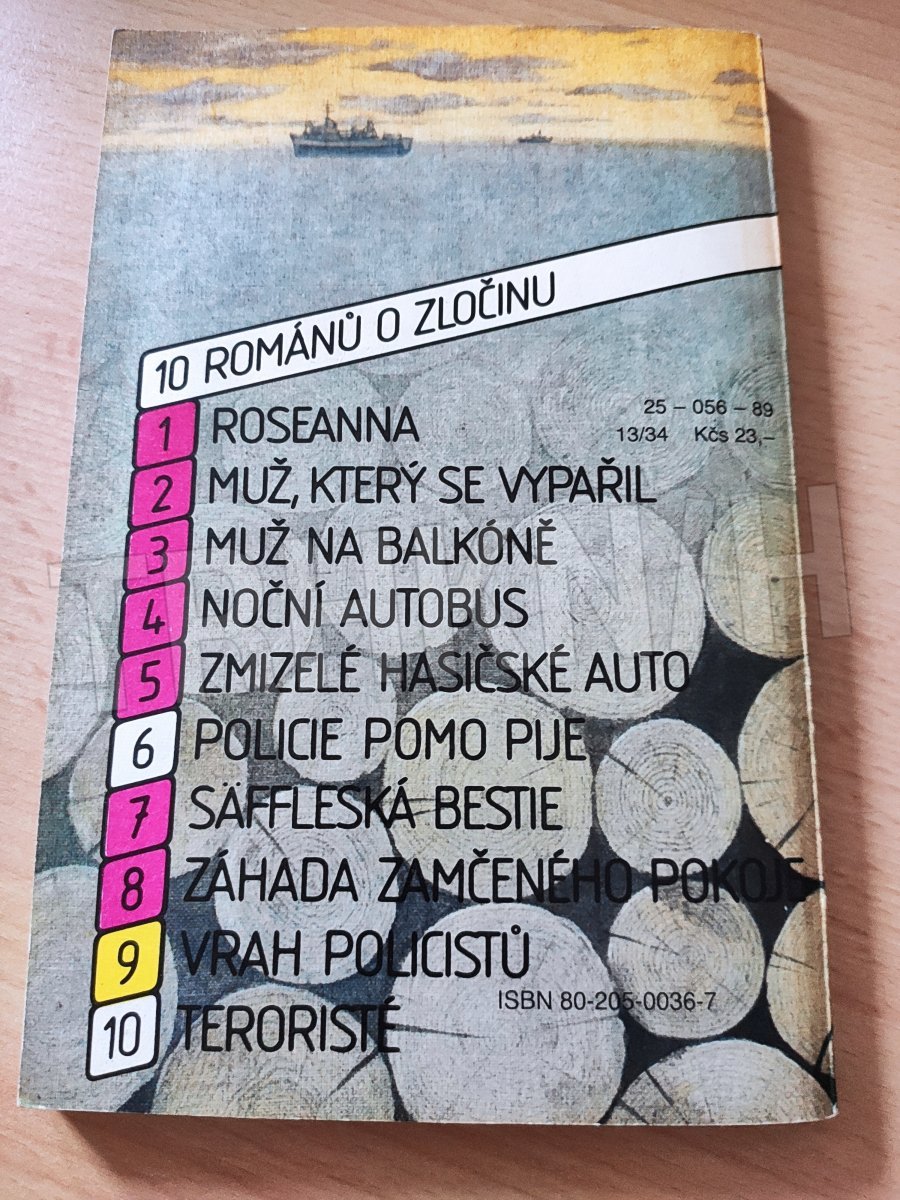 10 ROMÁNŮ O ZLOČINU
25 – 056 – 89
13/34 Kčs 23,–
1 ROSEANNA
2 MUŽ, KTERÝ SE VYPAŘIL
3 MUŽ NA BALKÓNĚ
4 NOČNÍ AUTOBUS
5 ZMIZELÉ HASIČSKÉ AUTO
6 POLICIE POMO PIJE
7 SÄFFLESKÁ BESTIE
8 ZÁHADA ZAMČENÉHO POKOJE
9 VRAH POLICISTŮ
ISBN 80-205-0036-7
10 TERORISTÉ